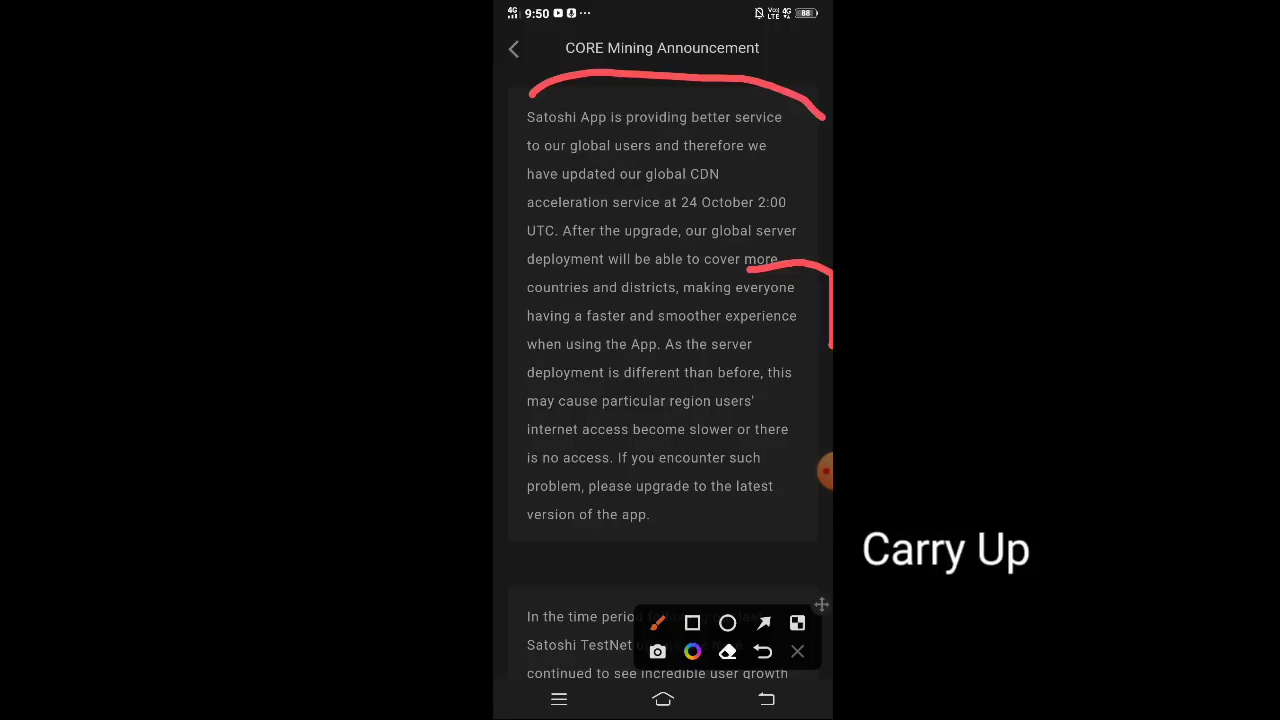 4G 9:50 ... Vo) LTE 4G 88
CORE Mining Announcement
Satoshi App is providing better service
to our global users and therefore we
have updated our global CDN
acceleration service at 24 October 2:00
UTC. After the upgrade, our global server
deployment will be able to cover more
countries and districts, making everyone
having a faster and smoother experience
when using the App. As the server
deployment is different than before, this
may cause particular region users'
internet access become slower or there
is no access. If you encounter such
problem, please upgrade to the latest
version of the app.
Carry Up
In the time period
Satoshi TestNet
continued to see incredible user growth